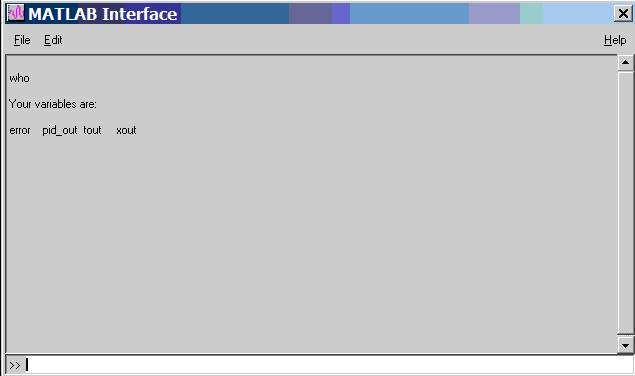 MATLAB Interface
File Edit Help
who
Your variables are:
error pid_out tout xout
>>